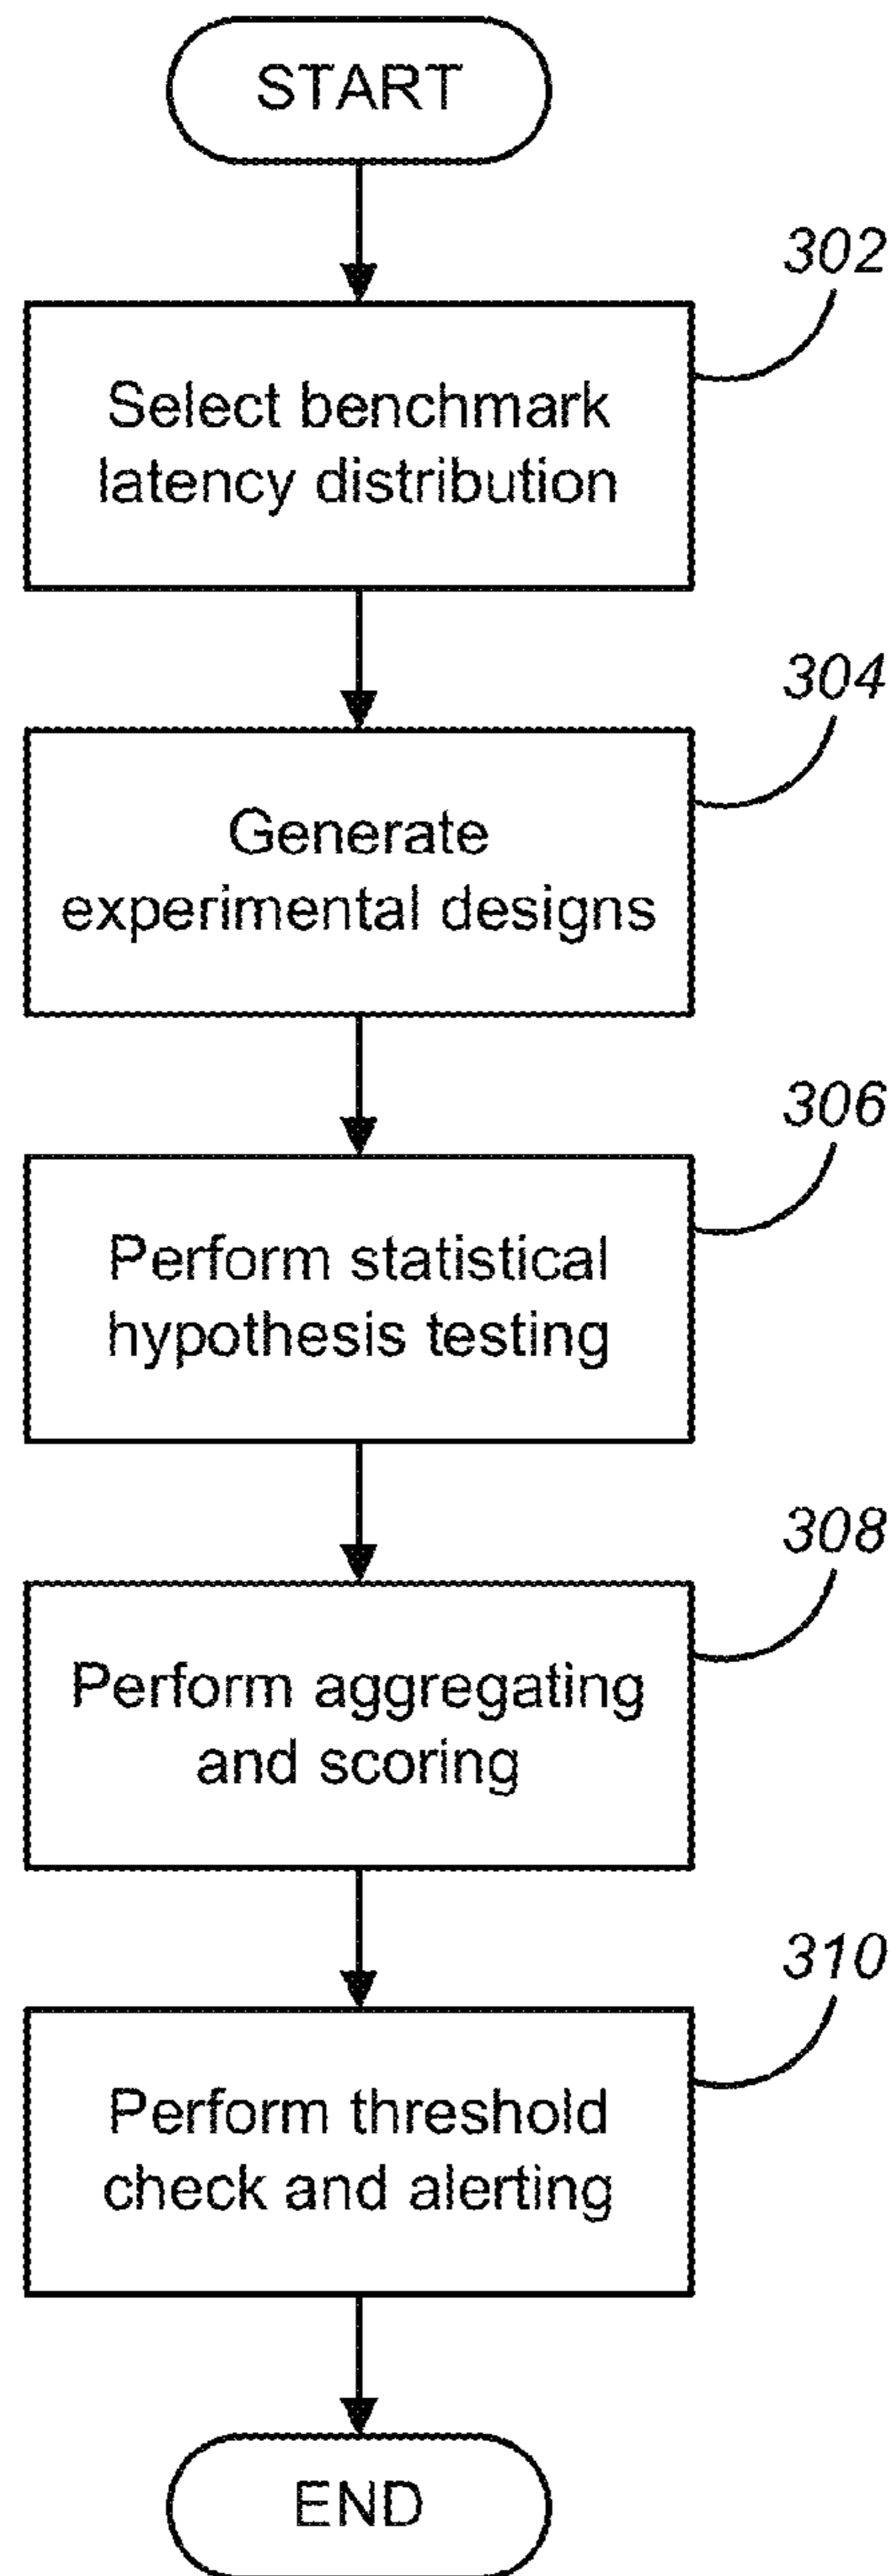 START
302
Select benchmark
latency distribution
304
Generate
experimental designs
306
Perform statistical
hypothesis testing
308
Perform aggregating
and scoring
310
Perform threshold
check and alerting
END